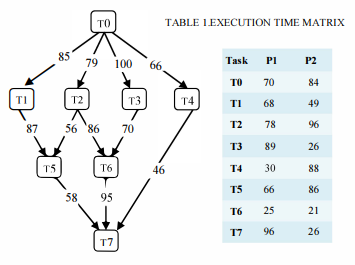 TABLE 1.EXECUTION TIME MATRIX
T0
85
79
100
66
T1
T2
T3
T4
87
56
86
70
T5
T6
46
58
95
T7
Task P1 P2
T0 70 84
T1 68 49
T2 78 96
T3 89 26
T4 30 88
T5 66 86
T6 25 21
T7 96 26